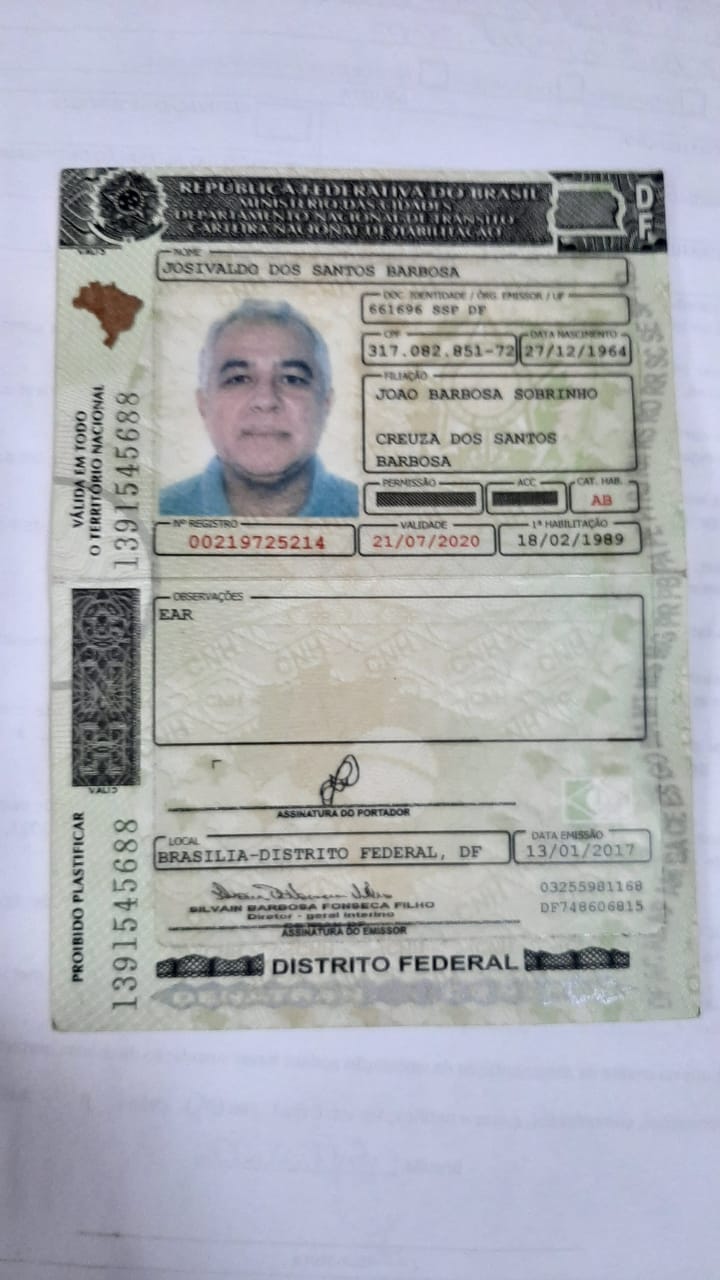 REPÚBLICA FEDERATIVA DO BRASIL
MINISTÉRIO DAS CIDADES
DEPARTAMENTO NACIONAL DE TRÂNSITO
CARTEIRA NACIONAL DE HABILITAÇÃO
DF
NOME
JOSIVALDO DOS SANTOS BARBOSA
DOC. IDENTIDADE / ÓRG. EMISSOR / UF
661696 SSP DF
CPF
317.082.851-72
DATA NASCIMENTO
27/12/1964
FILIAÇÃO
JOAO BARBOSA SOBRINHO
CREUZA DOS SANTOS
BARBOSA
PERMISSÃO
ACC
CAT. HAB.
AB
Nº REGISTRO
00219725214
VALIDADE
21/07/2020
1ª HABILITAÇÃO
18/02/1989
VÁLIDA EM TODO
O TERRITÓRIO NACIONAL
1391545688
OBSERVAÇÕES
EAR
ASSINATURA DO PORTADOR
LOCAL
BRASILIA-DISTRITO FEDERAL, DF
DATA EMISSÃO
13/01/2017
03255981168
DF748606815
SILVAIN BARBOSA FONSECA FILHO
Diretor - geral interino
ASSINATURA DO EMISSOR
PROIBIDO PLASTIFICAR
1391545688
DISTRITO FEDERAL